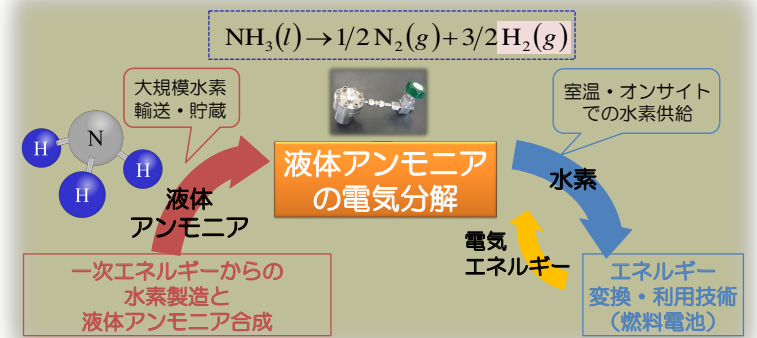 NH₃(l)→1/2 N₂(g)+3/2 H₂(g)
大規模水素
輸送・貯蔵
室温・オンサイト
での水素供給
N
H
H
H
液体アンモニア
の電気分解
液体
アンモニア
水素
電気
エネルギー
一次エネルギーからの
水素製造と
液体アンモニア合成
エネルギー
変換・利用技術
（燃料電池）